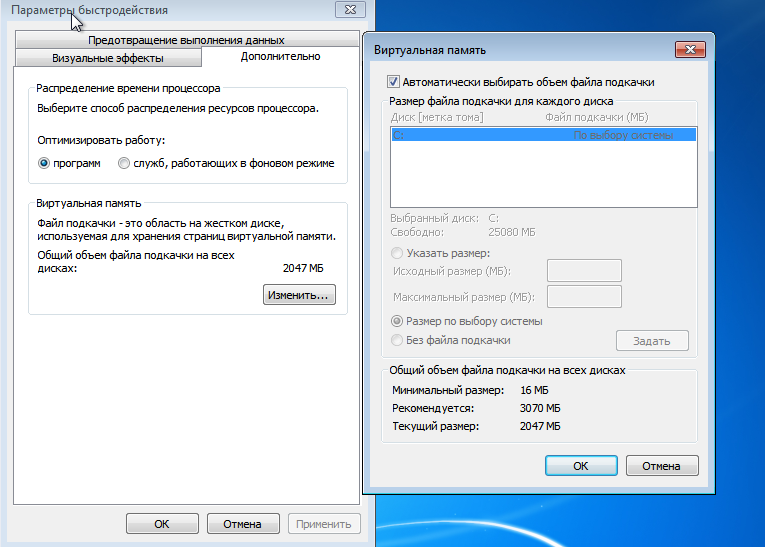 Параметры быстродействия
Предотвращение выполнения данных
Визуальные эффекты
Дополнительно
Распределение времени процессора
Выберите способ распределения ресурсов процессора.
Оптимизировать работу:
программ
служб, работающих в фоновом режиме
Виртуальная память
Файл подкачки - это область на жестком диске,
используемая для хранения страниц виртуальной памяти.
Общий объем файла подкачки на всех
дисках:
2047 МБ
Изменить...
ОК
Отмена
Применить
Виртуальная память
Автоматически выбирать объем файла подкачки
Размер файла подкачки для каждого диска
Диск [метка тома]
Файл подкачки (МБ)
C:
По выбору системы
Выбранный диск:
C:
Свободно:
25080 МБ
Указать размер:
Исходный размер (МБ):
Максимальный размер (МБ):
Размер по выбору системы
Без файла подкачки
Задать
Общий объем файла подкачки на всех дисках
Минимальный размер:
16 МБ
Рекомендуется:
3070 МБ
Текущий размер:
2047 МБ
ОК
Отмена